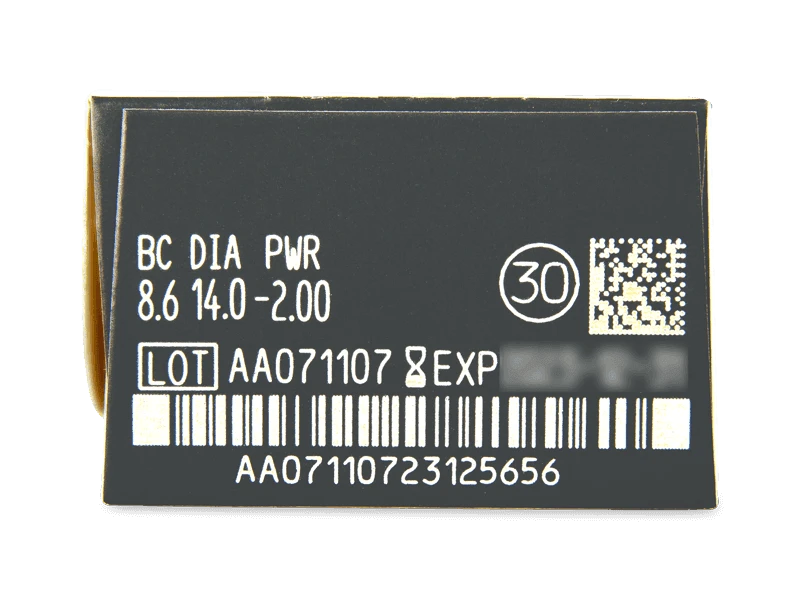 BC DIA PWR
8.6 14.0 -2.00
30
LOT AA071107 EXP
AA07110723125656